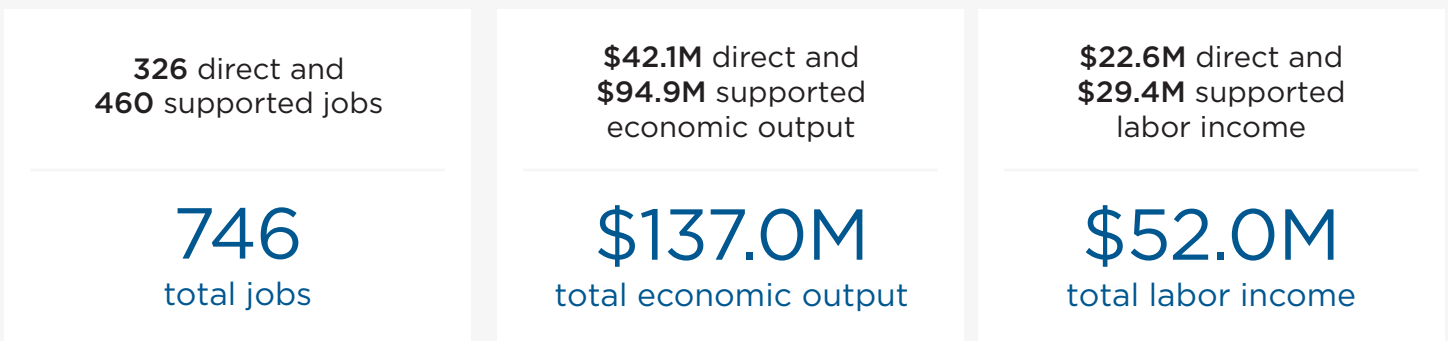 326 direct and
460 supported jobs
746
total jobs
$42.1M direct and
$94.9M supported
economic output
$137.0M
total economic output
$22.6M direct and
$29.4M supported
labor income
$52.0M
total labor income